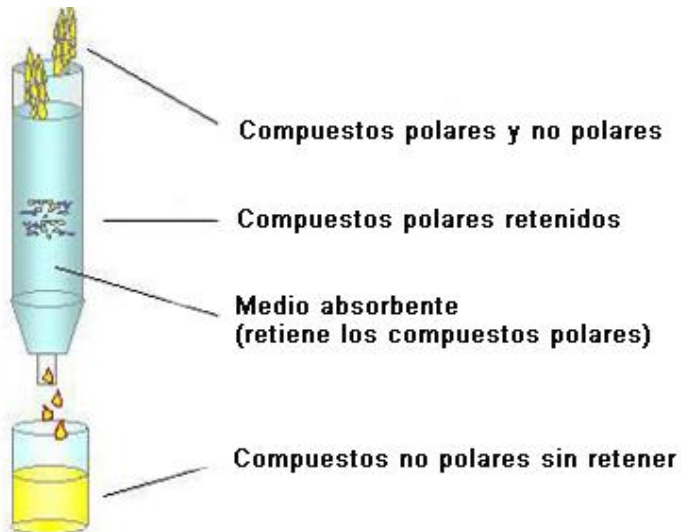 Compuestos polares y no polares
Compuestos polares retenidos
Medio absorbente
(retiene los compuestos polares)
Compuestos no polares sin retener